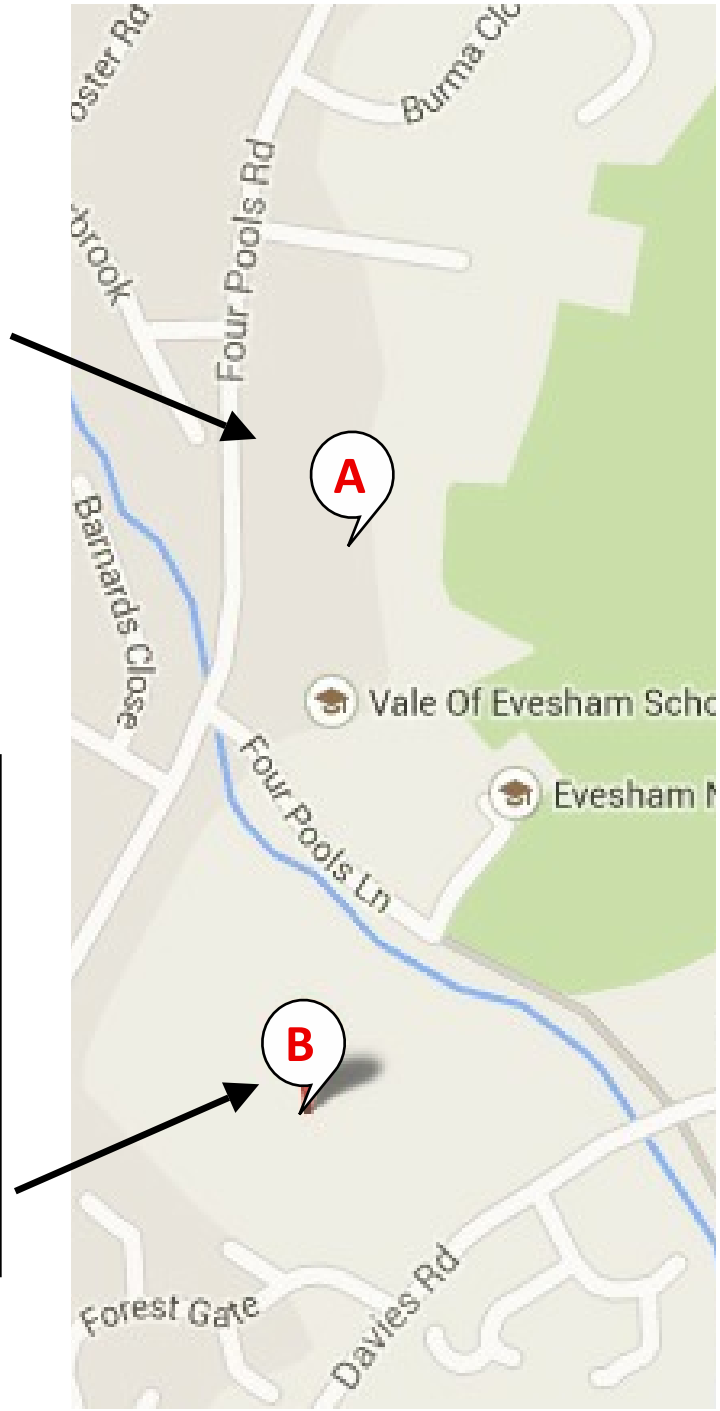 oster Rd
Burma Clo
Four Pools Rd
brook
A
Barnards Close
Vale Of Evesham Scho
Four Pools Ln
Evesham N
B
Forest Gate
Davies Rd